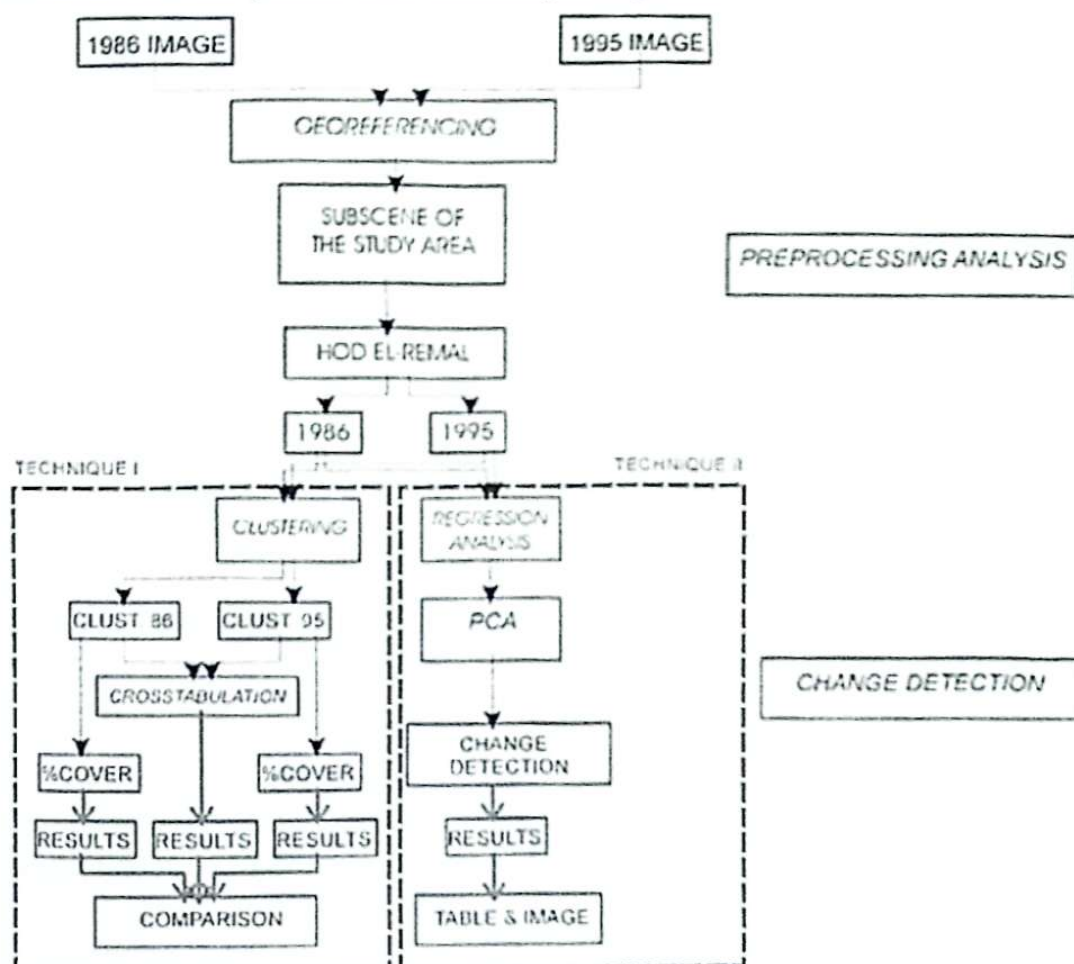 1986 IMAGE
1995 IMAGE
GEOREFERENCING
SUBSCENE OF
THE STUDY AREA
PREPROCESSING ANALYSIS
HOD EL-REMAL
1986
1995
TECHNIQUE I
TECHNIQUE II
CLUSTERING
REGRESSION
ANALYSIS
CLUST 86
CLUST 95
PCA
CROSSTABULATION
CHANGE DETECTION
CHANGE
DETECTION
%COVER
%COVER
RESULTS
RESULTS
RESULTS
RESULTS
COMPARISON
TABLE & IMAGE